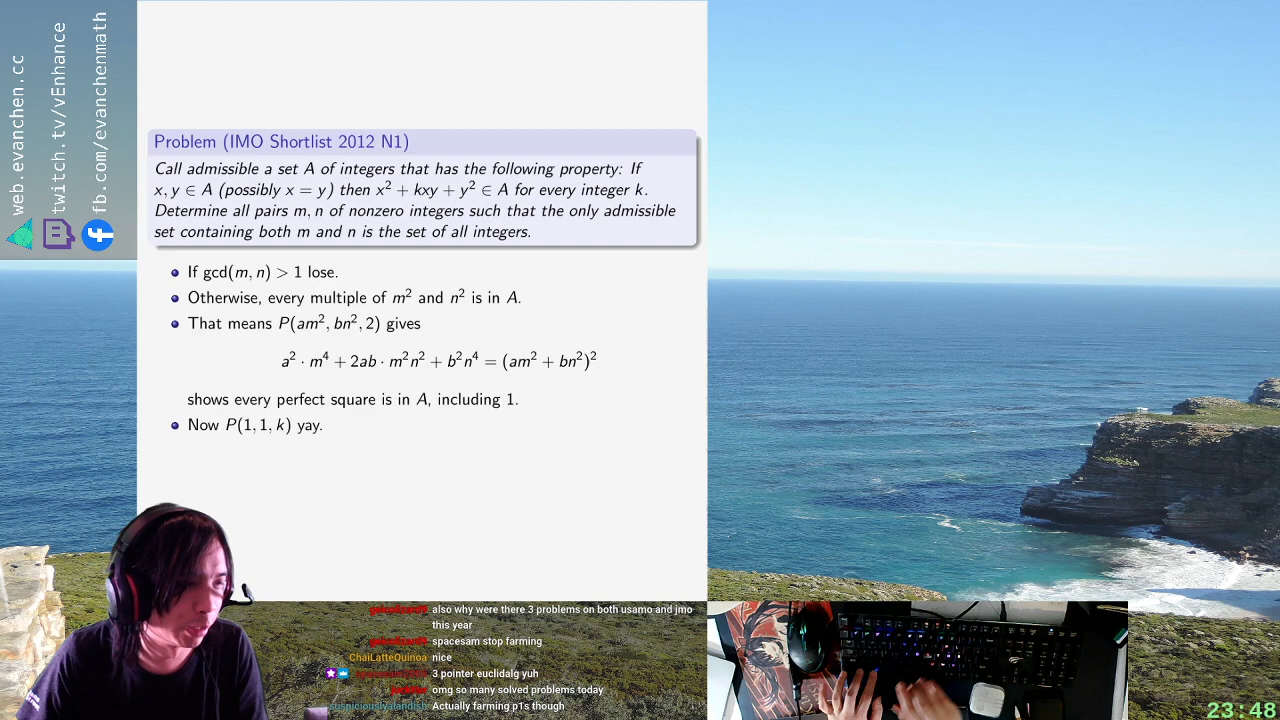 web.evanchen.cc
twitch.tv/vEnhance
fb.com/evanchenmath
Problem (IMO Shortlist 2012 N1)
Call admissible a set A of integers that has the following property: If
x, y ∈ A (possibly x = y) then x² + kxy + y² ∈ A for every integer k.
Determine all pairs m, n of nonzero integers such that the only admissible
set containing both m and n is the set of all integers.
If gcd(m, n) > 1 lose.
Otherwise, every multiple of m² and n² is in A.
That means P(am², bn², 2) gives
a² · m⁴ + 2ab · m²n² + b²n⁴ = (am² + bn²)²
shows every perfect square is in A, including 1.
Now P(1, 1, k) yay.
also why were there 3 problems on both usamo and jmo
this year
spacesam stop farming
ChaiLatteQuinoa nice
3 pointer euclidalg yuh
omg so many solved problems today
Actually farming p1s though
23:48